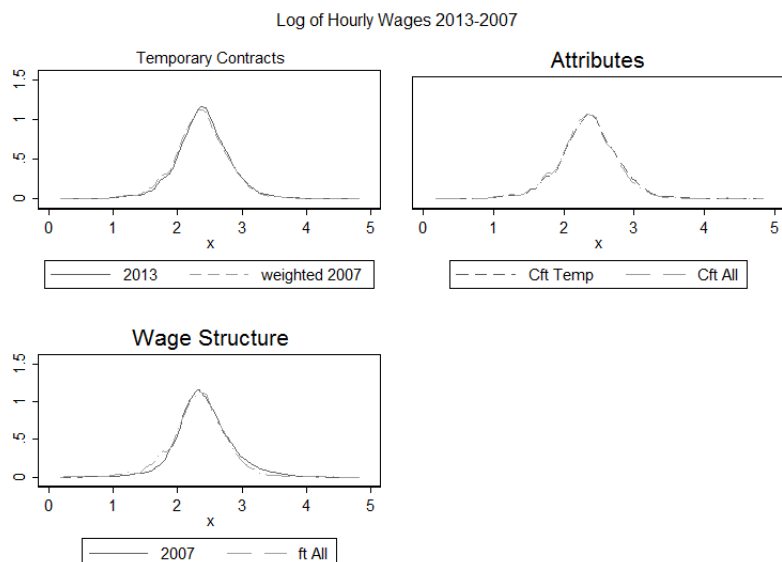 Log of Hourly Wages 2013-2007
Temporary Contracts
1.5
1
.5
0
0 1 2 3 4 5
x
2013 weighted 2007
Attributes
0 1 2 3 4 5
x
Cft Temp Cft All
Wage Structure
1.5
1
.5
0
0 1 2 3 4 5
x
2007 ft All